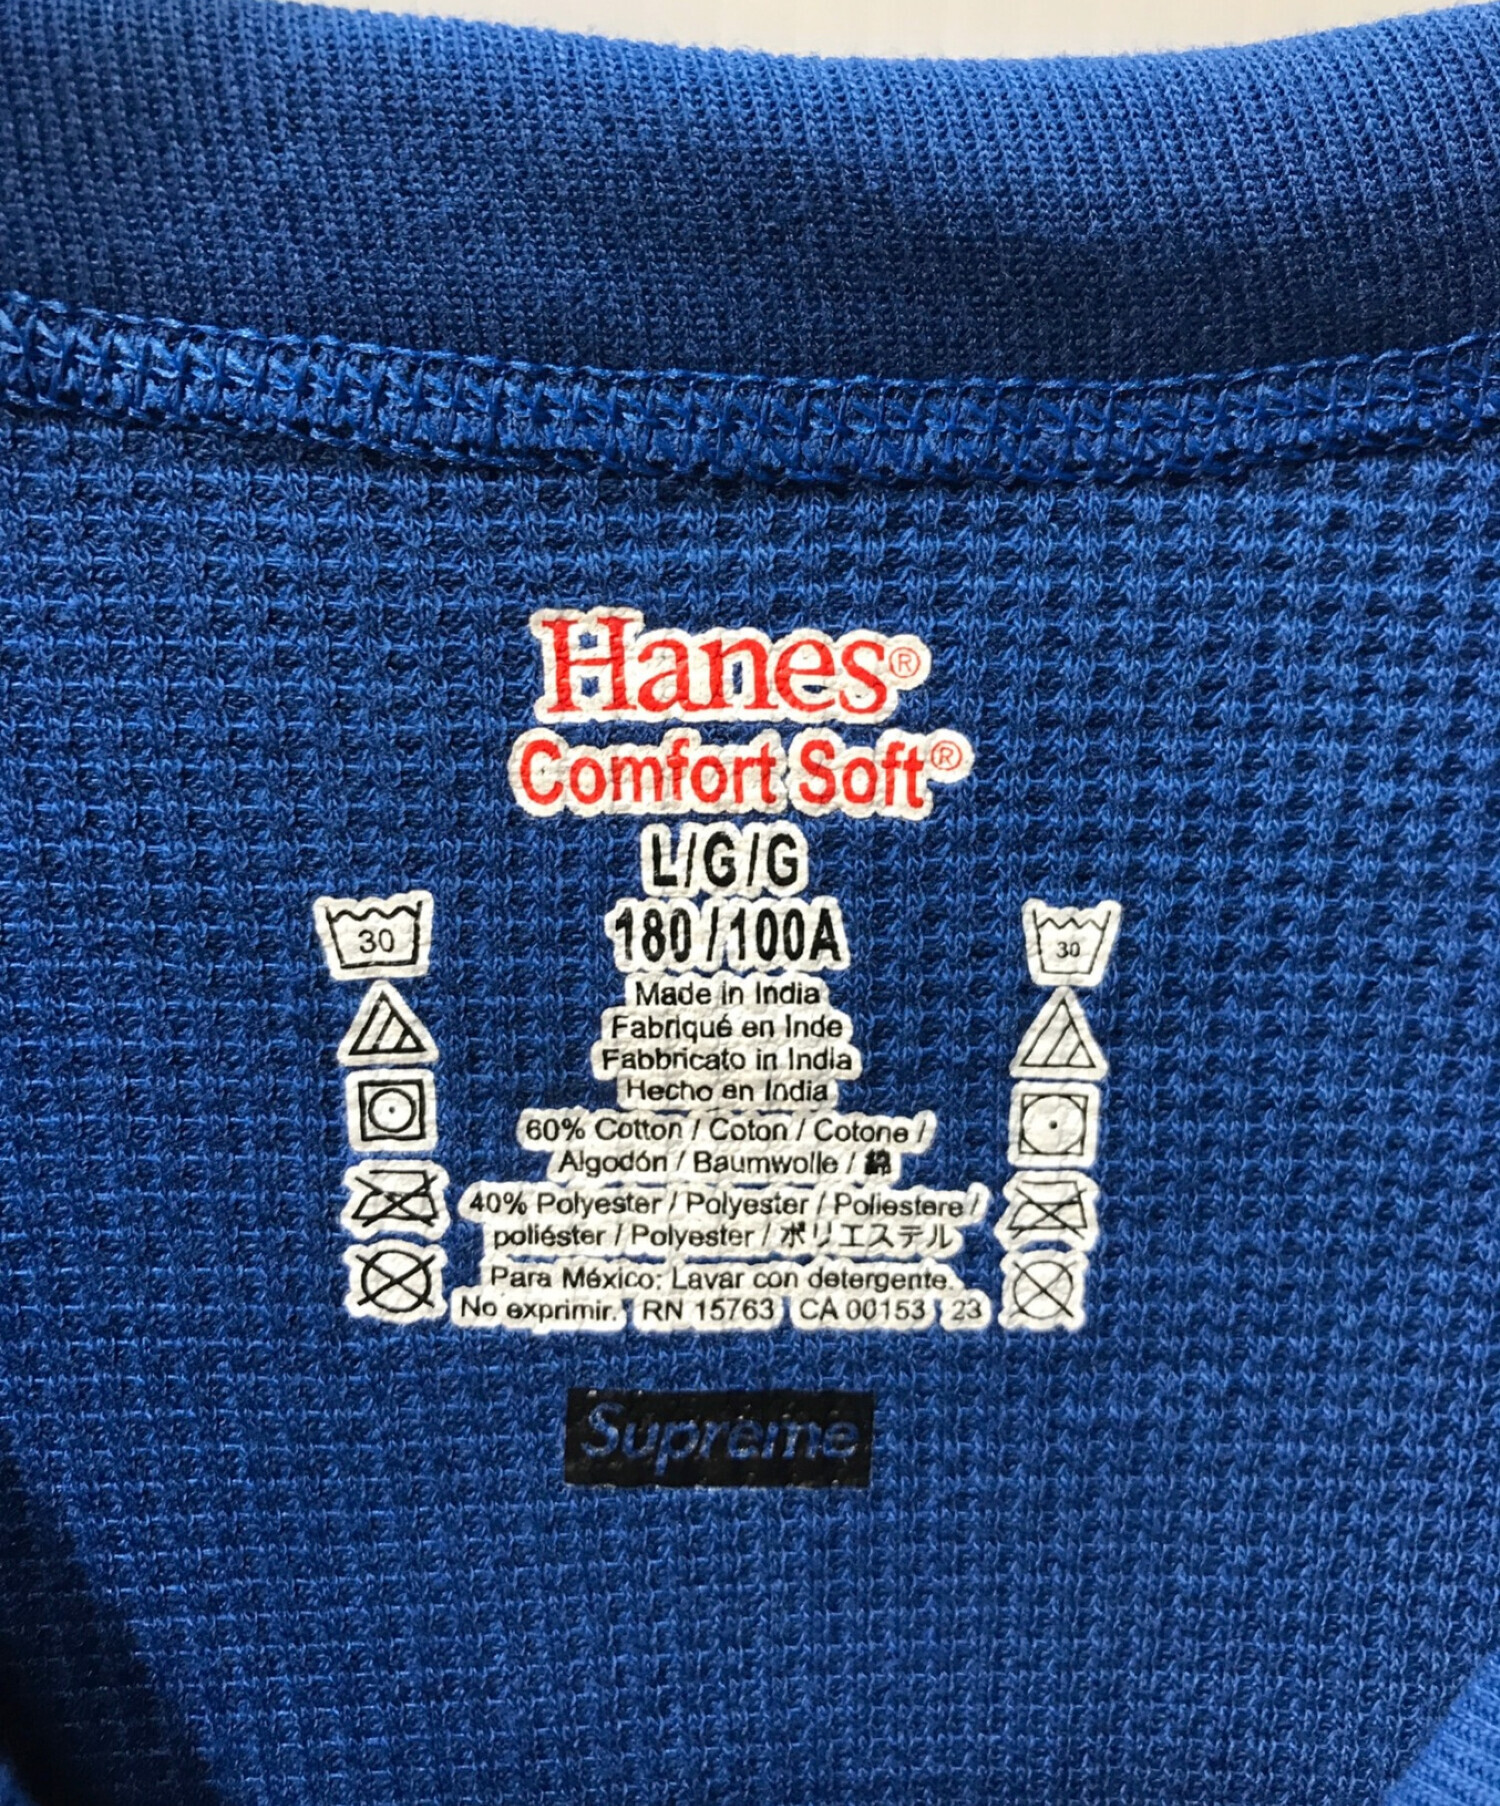 Hanes®
Comfort Soft®
L/G/G
180/100A
30
30
Made in India
Fabriqué en Inde
Fabbricato in India
Hecho en India
60% Cotton / Coton / Cotone /
Algodón / Baumwolle / 綿
40% Polyester / Polyester / Poliestere /
poliéster / Polyester / ポリエステル
Para México: Lavar con detergente.
No exprimir. RN 15763 CA 00153 23
Supreme